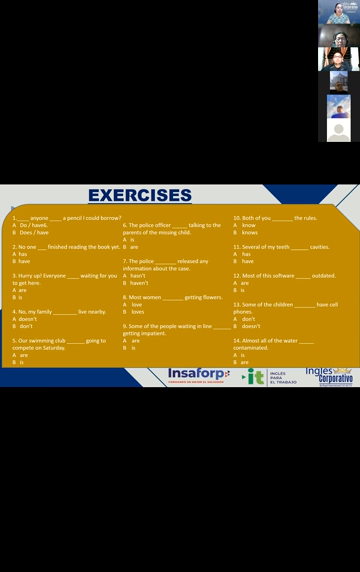 EXERCISES
1.____ anyone ____ a pencil I could borrow?
A Do / have6.
B Does / have
2. No one ___ finished reading the book yet.
A has
B have
3. Hurry up! Everyone ____ waiting for you
to get here.
A are
B is
4. No, my family ________ live nearby.
A doesn't
B don't
5. Our swimming club ______ going to
compete on Saturday.
A are
B is
6. The police officer _____ talking to the
parents of the missing child.
A is
B are
7. The police _______ released any
information about the case.
A hasn't
B haven't
8. Most women _______ getting flowers.
A love
B loves
9. Some of the people waiting in line ______
getting impatient.
A are
B is
10. Both of you _______ the rules.
A know
B knows
11. Several of my teeth ______ cavities.
A has
B have
12. Most of this software _____ outdated.
A are
B is
13. Some of the children _______ have cell
phones.
A don't
B doesn't
14. Almost all of the water _____
contaminated.
A is
B are
Insaforp
it
INGLÉS
PARA
EL TRABAJO
Inglés
Corporativo